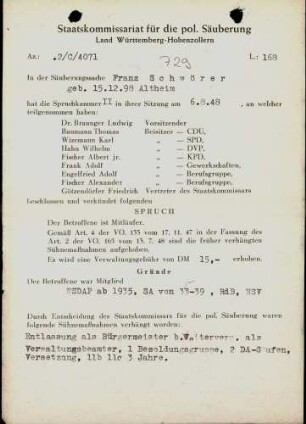 Staatskommissariat für die pol. Säuberung
Land Württemberg-Hohenzollern
Az.: .2/C/4071
729
L: 168
In der Säuberungssache Franz Schwörer
geb. 15.12.98 Altheim
hat die Spruchkammer II in ihrer Sitzung am 6.8.48, an welcher
teilgenommen haben:
Dr. Braunger Ludwig Vorsitzender
Baumann Thomas Beisitzer — CDU,
Wizemann Karl „ — SPD,
Hahn Wilhelm „ — DVP,
Fischer Albert jr. „ — KPD,
Frank Adolf „ — Gewerkschaften,
Engelfried Adolf „ — Berufsgruppe,
Fischer Alexander „ — Berufsgruppe,
Götzendörfer Friedrich Vertreter des Staatskommissars
beschlossen und verkündet folgenden
SPRUCH
Der Betroffene ist Mitläufer.
Gemäß Art. 4 der VO. 133 vom 17. 11. 47 in der Fassung des
Art. 2 der VO. 165 vom 13. 7. 48 sind die früher verhängten
Sühnemaßnahmen aufgehoben.
Es wird eine Verwaltungsgebühr von DM 15,- erhoben.
Gründe
Der Betroffene war Mitglied
NSDAP ab 1935, SA von 33-39, RdB, NSV
Durch Entscheidung des Staatskommissars für die pol. Säuberung waren
folgende Sühnemaßnahmen verhängt worden:
Entlassung als Bürgermeister b. als
Verwaltungsbeamter, 1 Besoldungsgruppe, 2 DA-Stufen,
Versetzung, 11b 11c 3 Jahre.